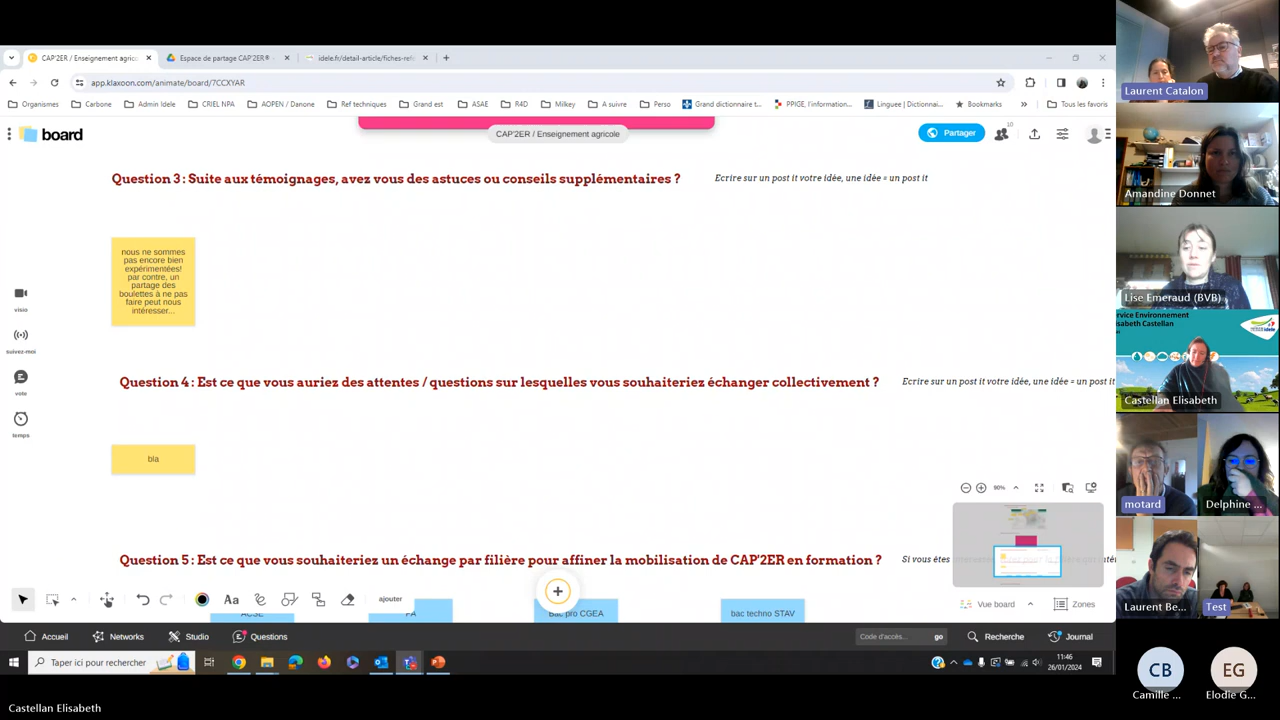 CAP'2ER / Enseignement agrico
Espace de partage CAP'2ER®
idele.fr/detail-article/fiches-ref
app.klaxoon.com/animate/board/7CCXYAR
Organismes
Carbone
Admin Idele
CRIEL NPA
AOPEN / Danone
Ref techniques
Grand est
ASAE
R4D
Milkey
A suivre
Perso
Grand dictionnaire t...
PPIGE, l'information...
Linguee | Dictionnai...
Bookmarks
Tous les favoris
board
CAP'2ER / Enseignement agricole
Partager
10
Question 3 : Suite aux témoignages, avez vous des astuces ou conseils supplémentaires ?
Ecrire sur un post it votre idée, une idée = un post it
nous ne sommes
pas encore bien
expérimentées!
par contre, un
partage des
boulettes à ne pas
faire peut nous
intéresser...
visio
suivez-moi
vote
temps
Question 4 : Est ce que vous auriez des attentes / questions sur lesquelles vous souhaiteriez échanger collectivement ?
Ecrire sur un post it votre idée, une idée = un post it
bla
80%
Question 5 : Est ce que vous souhaiteriez un échange par filière pour affiner la mobilisation de CAP'2ER en formation ?
Si vous êtes
Aa
ajouter
Vue board
Zones
ACSE
PA
Bac pro CGEA
bac techno STAV
Accueil
Networks
Studio
Questions
Code d'accès...
go
Recherche
Journal
Taper ici pour rechercher
11:46
26/01/2024
Laurent Catalon
Amandine Donnet
Lise Emeraud (BVB)
Service Environnement
Elisabeth Castellan
idele
Castellan Elisabeth
motard
Delphine ...
Laurent Be...
Test
CB
Camille ...
EG
Elodie G...
Castellan Elisabeth